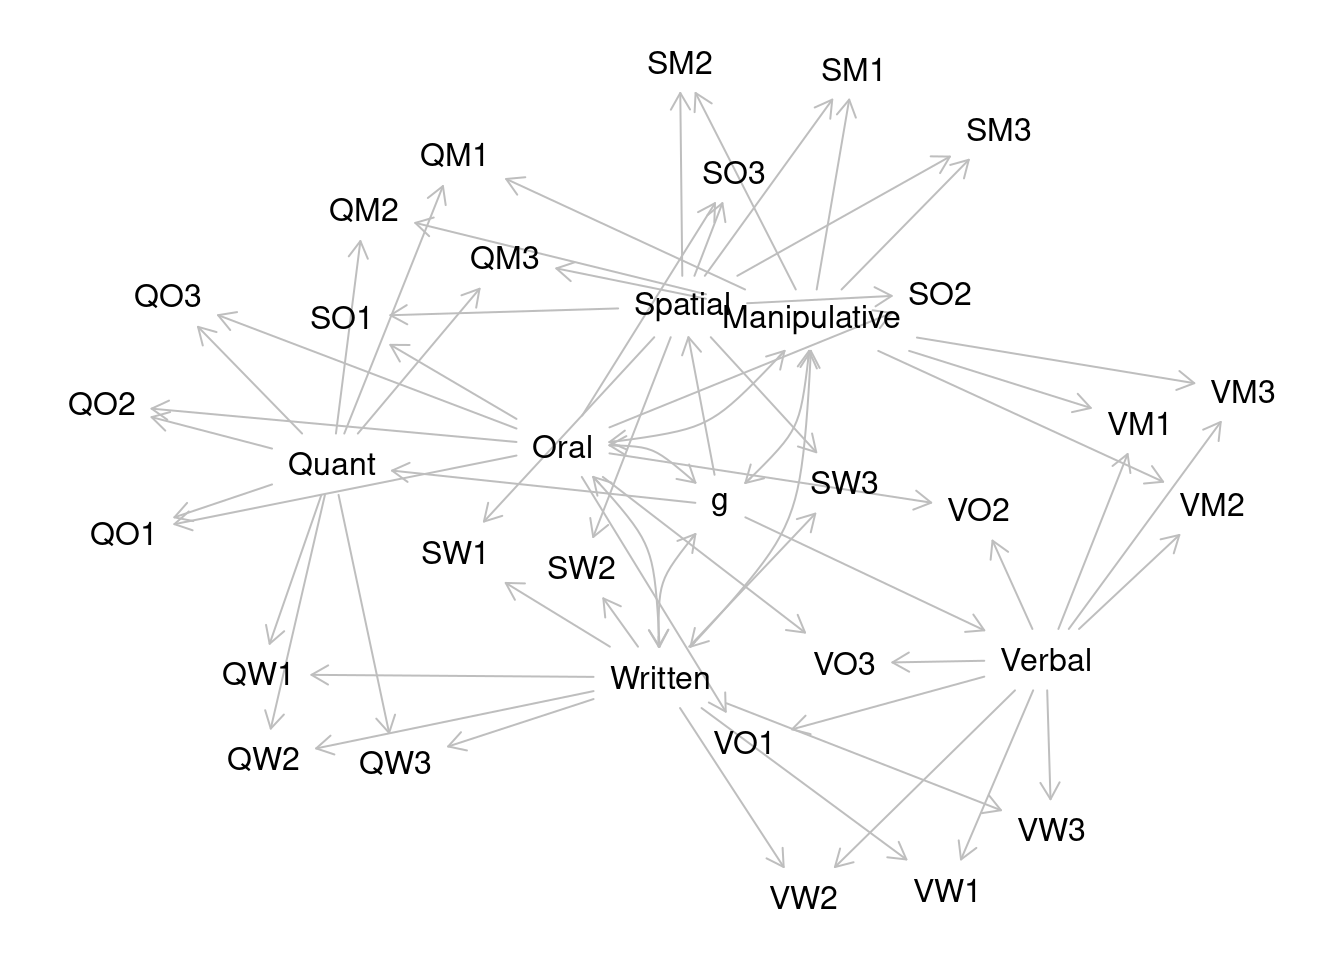 SM2
SM1
SM3
QM1
SO3
QM2
QM3
QO3
SO1
Spatial
Manipulative
SO2
VM3
QO2
VM1
Oral
Quant
SW3
g
VO2
VM2
QO1
SW1
SW2
VO3
Verbal
QW1
Written
VO1
QW2
QW3
VW3
VW2
VW1